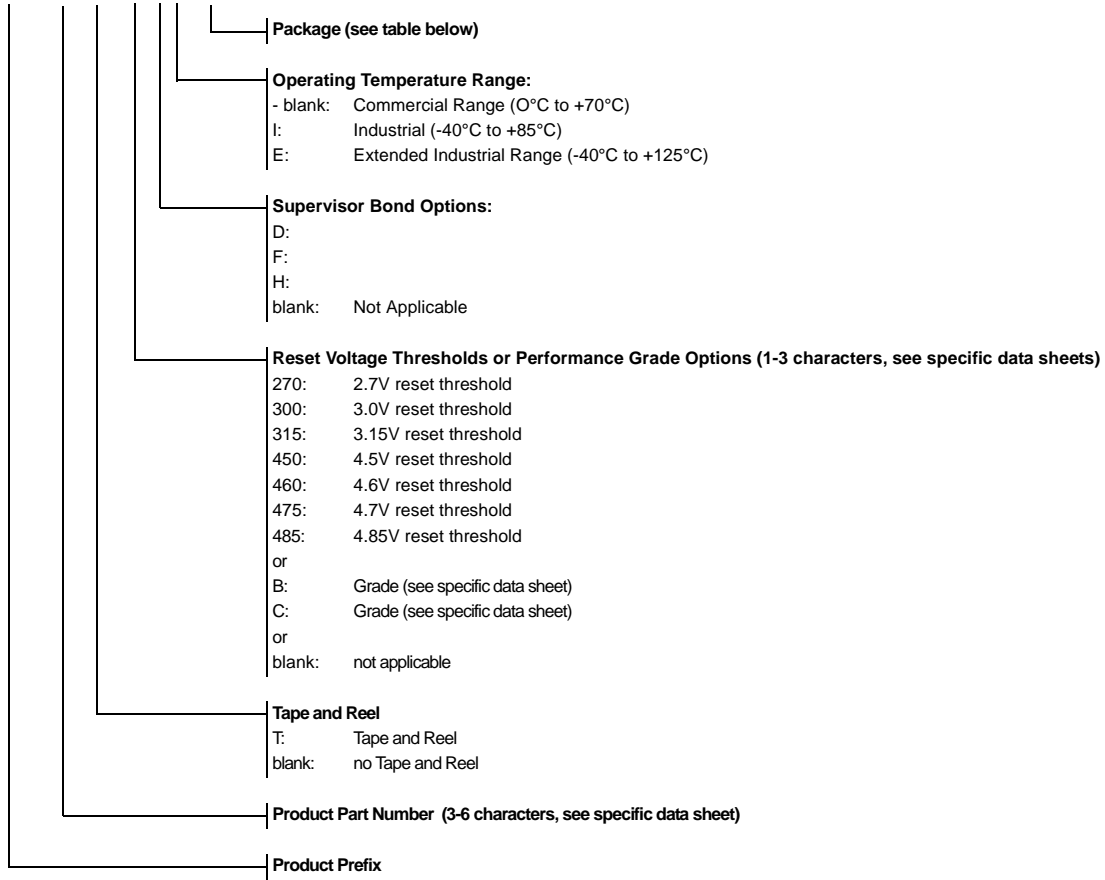 Package (see table below)
Operating Temperature Range:
- blank: Commercial Range (O°C to +70°C)
I: Industrial (-40°C to +85°C)
E: Extended Industrial Range (-40°C to +125°C)
Supervisor Bond Options:
D:
F:
H:
blank: Not Applicable
Reset Voltage Thresholds or Performance Grade Options (1-3 characters, see specific data sheets)
270: 2.7V reset threshold
300: 3.0V reset threshold
315: 3.15V reset threshold
450: 4.5V reset threshold
460: 4.6V reset threshold
475: 4.7V reset threshold
485: 4.85V reset threshold
or
B: Grade (see specific data sheet)
C: Grade (see specific data sheet)
or
blank: not applicable
Tape and Reel
T: Tape and Reel
blank: no Tape and Reel
Product Part Number (3-6 characters, see specific data sheet)
Product Prefix